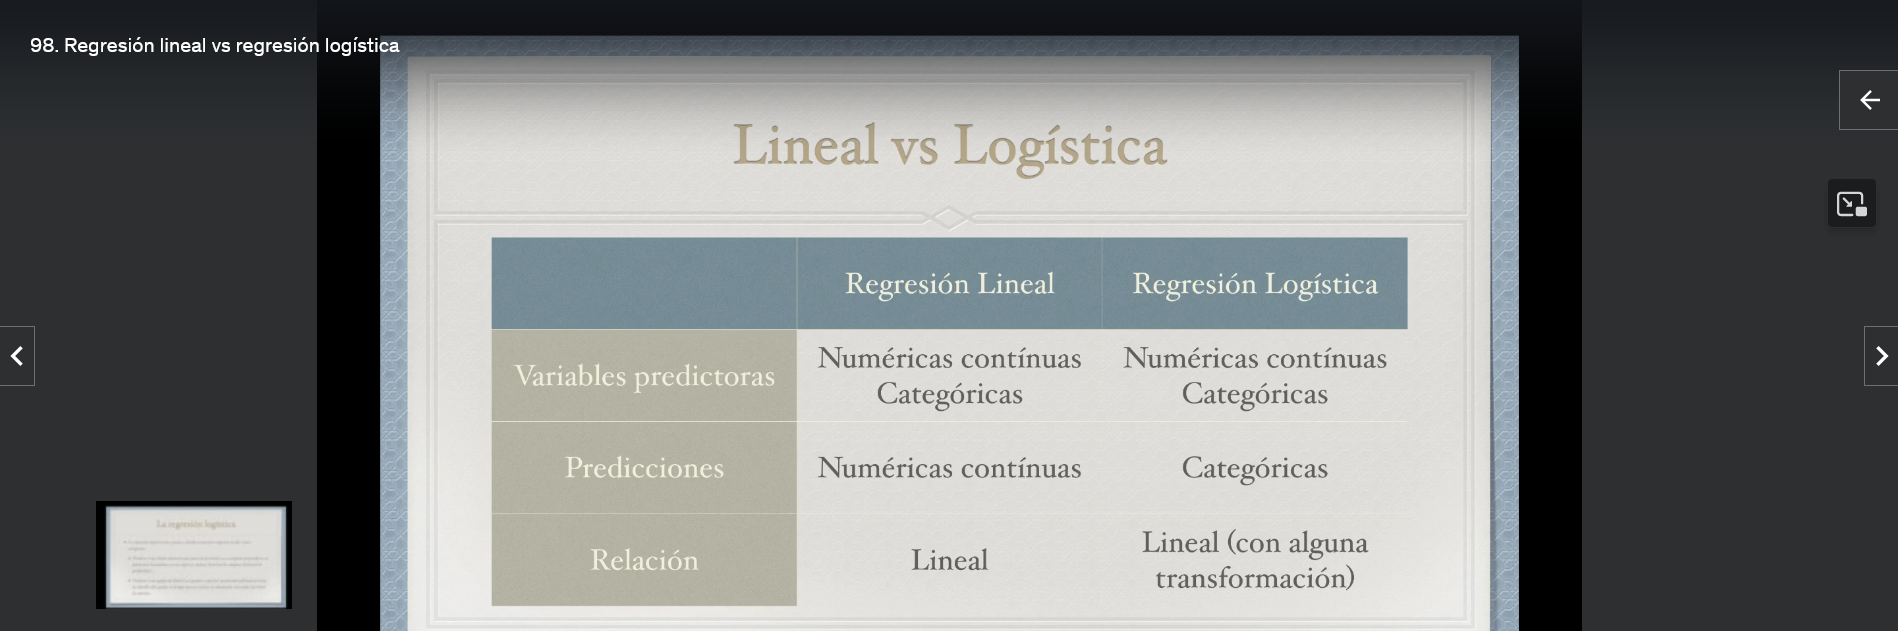 98. Regresión lineal vs regresión logística
Lineal vs Logística
Regresión Lineal
Regresión Logística
Variables predictoras
Numéricas contínuas
Categóricas
Numéricas contínuas
Categóricas
Predicciones
Numéricas contínuas
Categóricas
Relación
Lineal
Lineal (con alguna
transformación)
La regresión logística